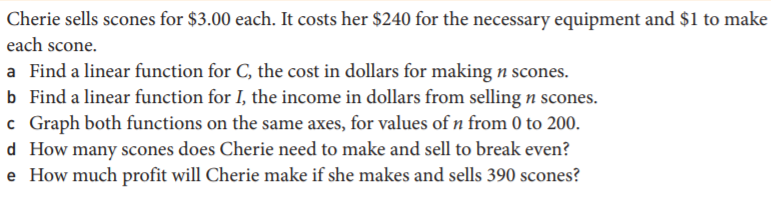 Cherie sells scones for $3.00 each. It costs her $240 for the necessary equipment and $1 to make
each scone.
a Find a linear function for C, the cost in dollars for making n scones.
b Find a linear function for I, the income in dollars from selling n scones.
c Graph both functions on the same axes, for values of n from 0 to 200.
d How many scones does Cherie need to make and sell to break even?
e How much profit will Cherie make if she makes and sells 390 scones?